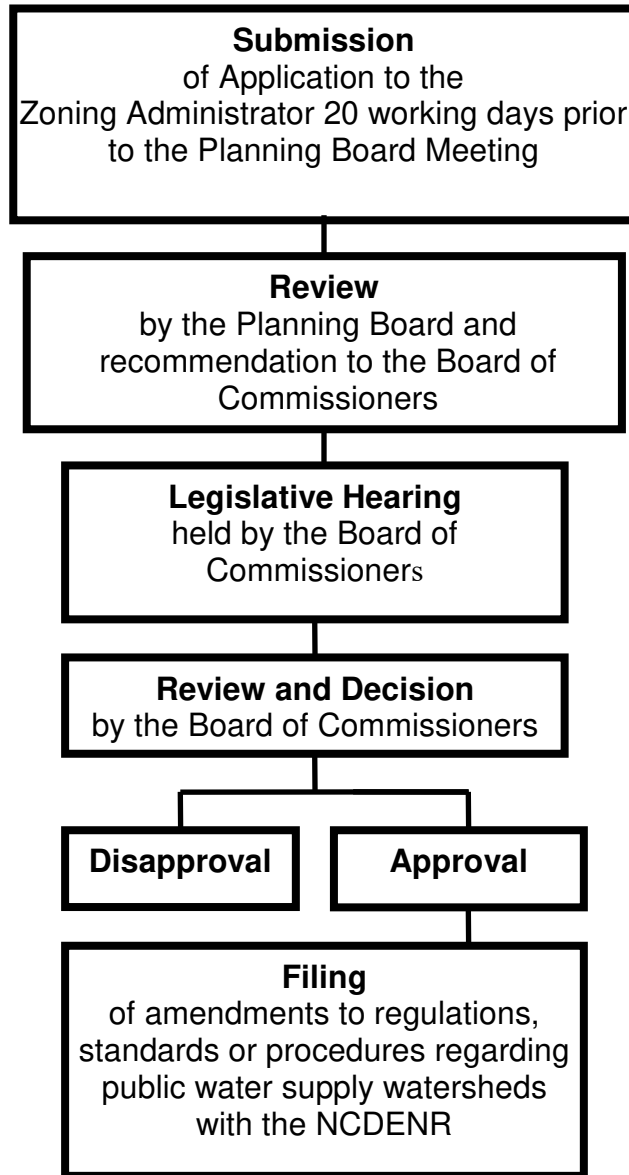 Submission
of Application to the
Zoning Administrator 20 working days prior
to the Planning Board Meeting
Review
by the Planning Board and
recommendation to the Board of
Commissioners
Legislative Hearing
held by the Board of
Commissioners
Review and Decision
by the Board of Commissioners
Disapproval
Approval
Filing
of amendments to regulations,
standards or procedures regarding
public water supply watersheds
with the NCDENR